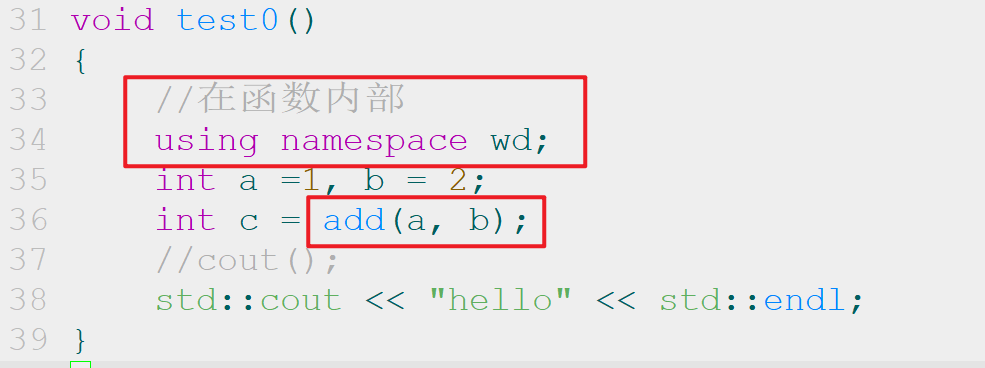 31 void test0()
32 {
33     //在函数内部
34     using namespace wd;
35     int a =1, b = 2;
36     int c = add(a, b);
37     //cout();
38     std::cout << "hello" << std::endl;
39 }